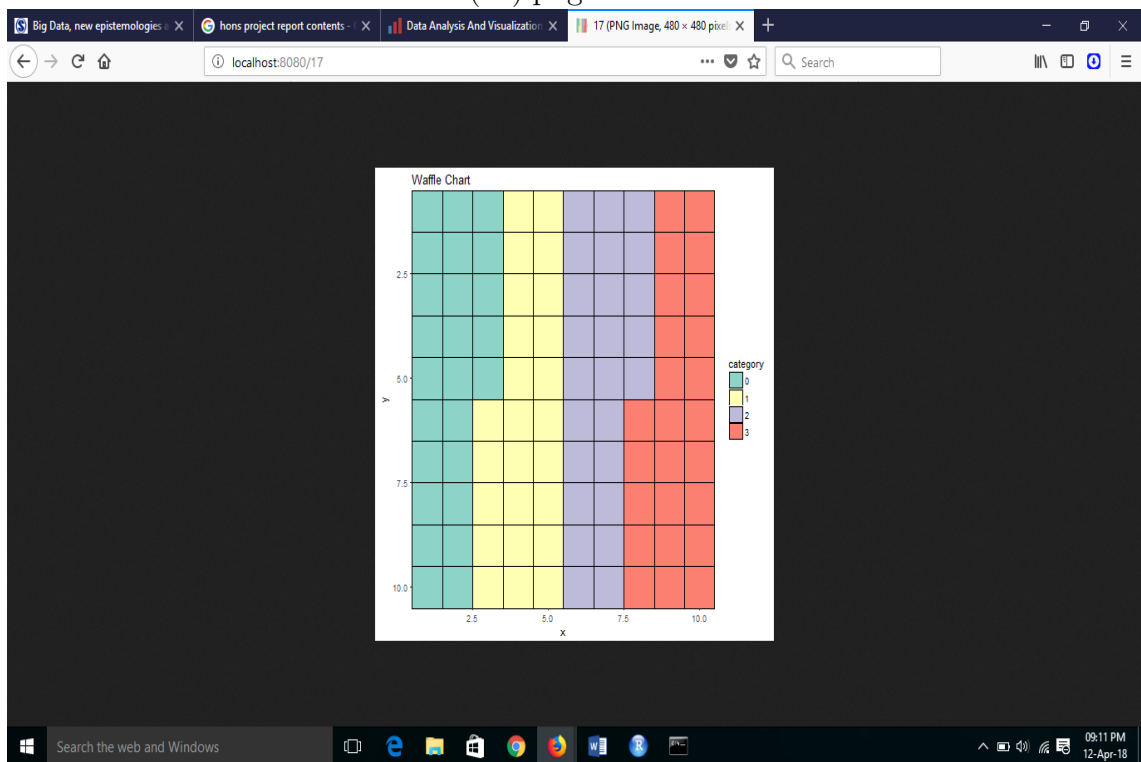 Big Data, new epistemologies a
hons project report contents - G
Data Analysis And Visualization
17 (PNG Image, 480 × 480 pixels
localhost:8080/17
Search
Waffle Chart
2.5
5.0
7.5
10.0
y
category
0
1
2
3
2.5
5.0
7.5
10.0
x
Search the web and Windows
09:11 PM
12-Apr-18